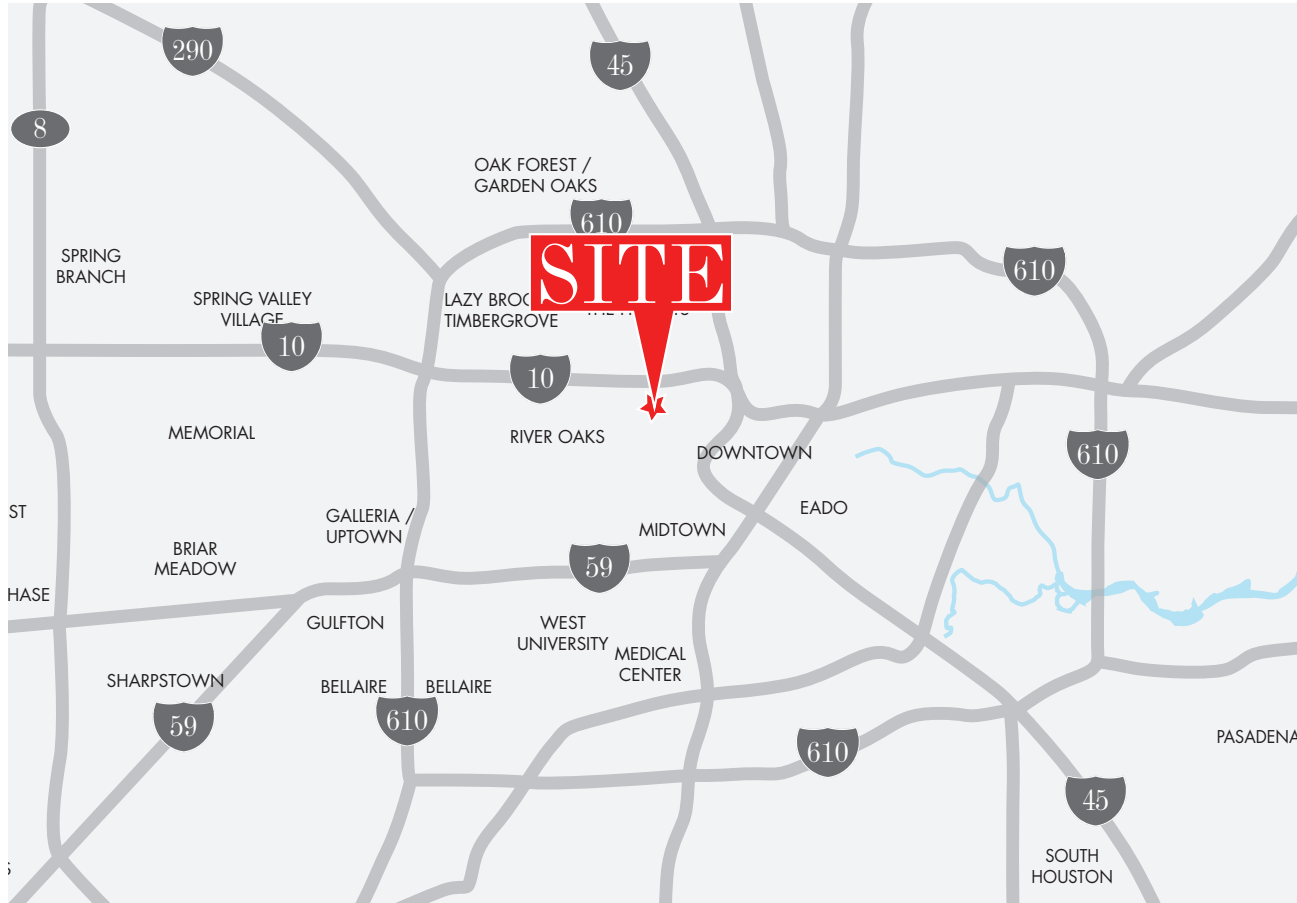 290
45
8
OAK FOREST /
GARDEN OAKS
610
SITE
SPRING
BRANCH
610
SPRING VALLEY
VILLAGE
LAZY BROO
TIMBERGROVE
10
10
MEMORIAL
RIVER OAKS
DOWNTOWN
610
ST
GALLERIA /
UPTOWN
EADO
MIDTOWN
BRIAR
MEADOW
59
HASE
GULFTON
WEST
UNIVERSITY
MEDICAL
CENTER
SHARPSTOWN
BELLAIRE
BELLAIRE
59
610
610
PASADENA
45
SOUTH
HOUSTON